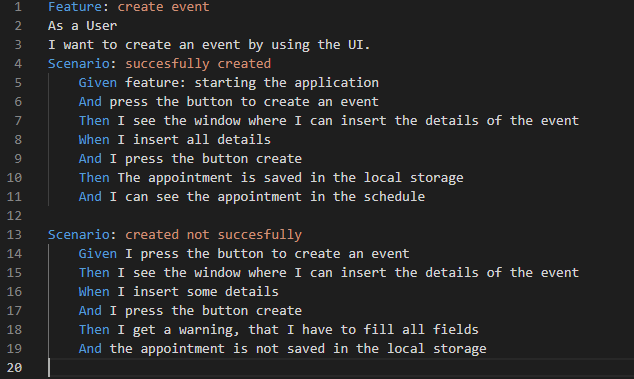 1 Feature: create event
2 As a User
3 I want to create an event by using the UI.
4 Scenario: succesfully created
5 Given feature: starting the application
6 And press the button to create an event
7 Then I see the window where I can insert the details of the event
8 When I insert all details
9 And I press the button create
10 Then The appointment is saved in the local storage
11 And I can see the appointment in the schedule
12
13 Scenario: created not succesfully
14 Given I press the button to create an event
15 Then I see the window where I can insert the details of the event
16 When I insert some details
17 And I press the button create
18 Then I get a warning, that I have to fill all fields
19 And the appointment is not saved in the local storage
20